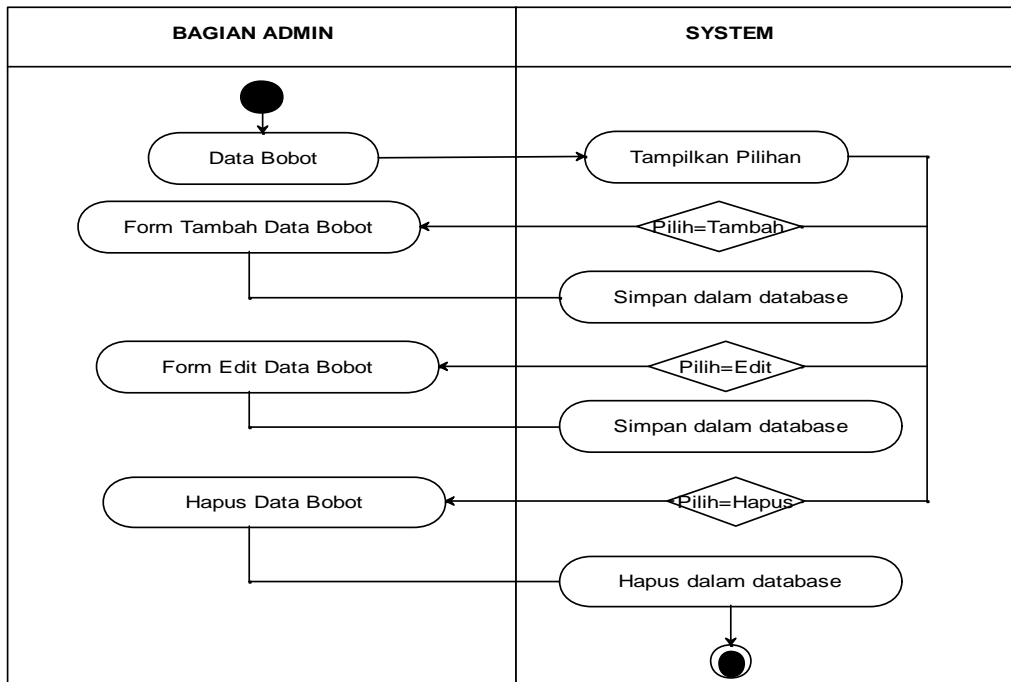 BAGIAN ADMIN
SYSTEM
Data Bobot
Tampilkan Pilihan
Form Tambah Data Bobot
Pilih=Tambah
Simpan dalam database
Form Edit Data Bobot
Pilih=Edit
Simpan dalam database
Hapus Data Bobot
Pilih=Hapus
Hapus dalam database